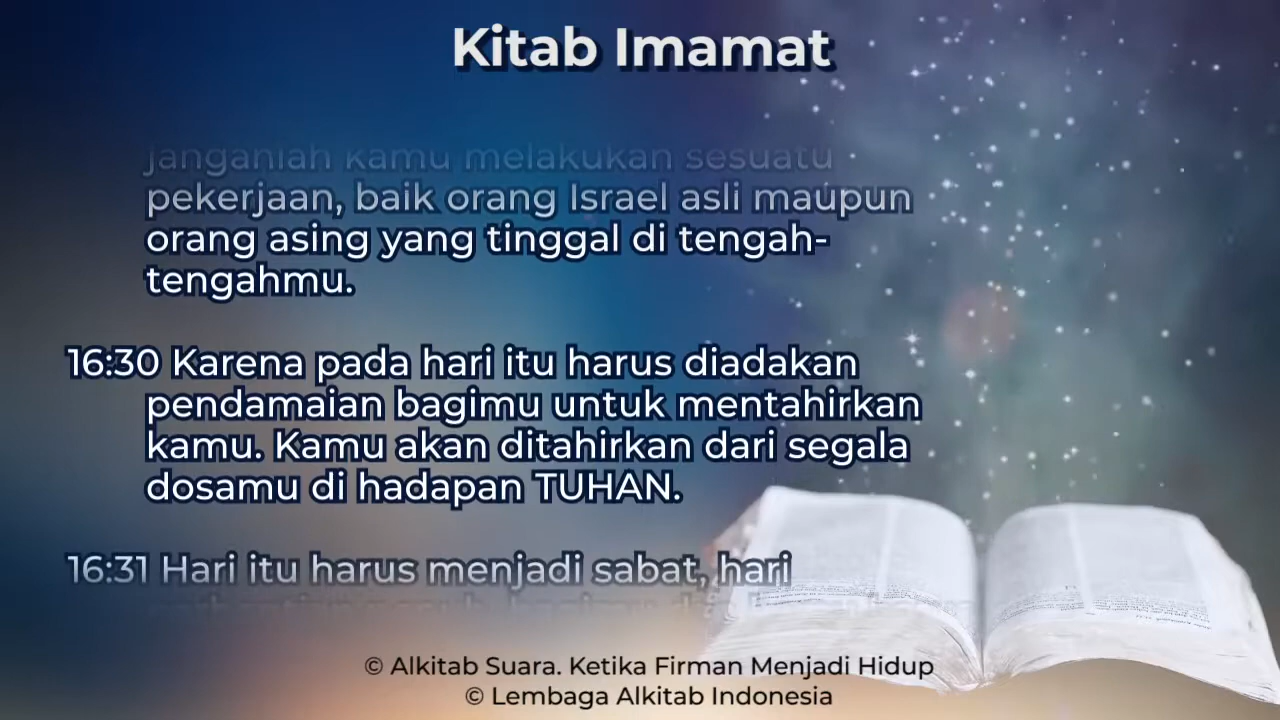 Kitab Imamat
janganlah kamu melakukan sesuatu
pekerjaan, baik orang Israel asli maupun
orang asing yang tinggal di tengah-
tengahmu.
16:30 Karena pada hari itu harus diadakan
pendamaian bagimu untuk mentahirkan
kamu. Kamu akan ditahirkan dari segala
dosamu di hadapan TUHAN.
16:31 Hari itu harus menjadi sabat, hari
© Alkitab Suara. Ketika Firman Menjadi Hidup
© Lembaga Alkitab Indonesia